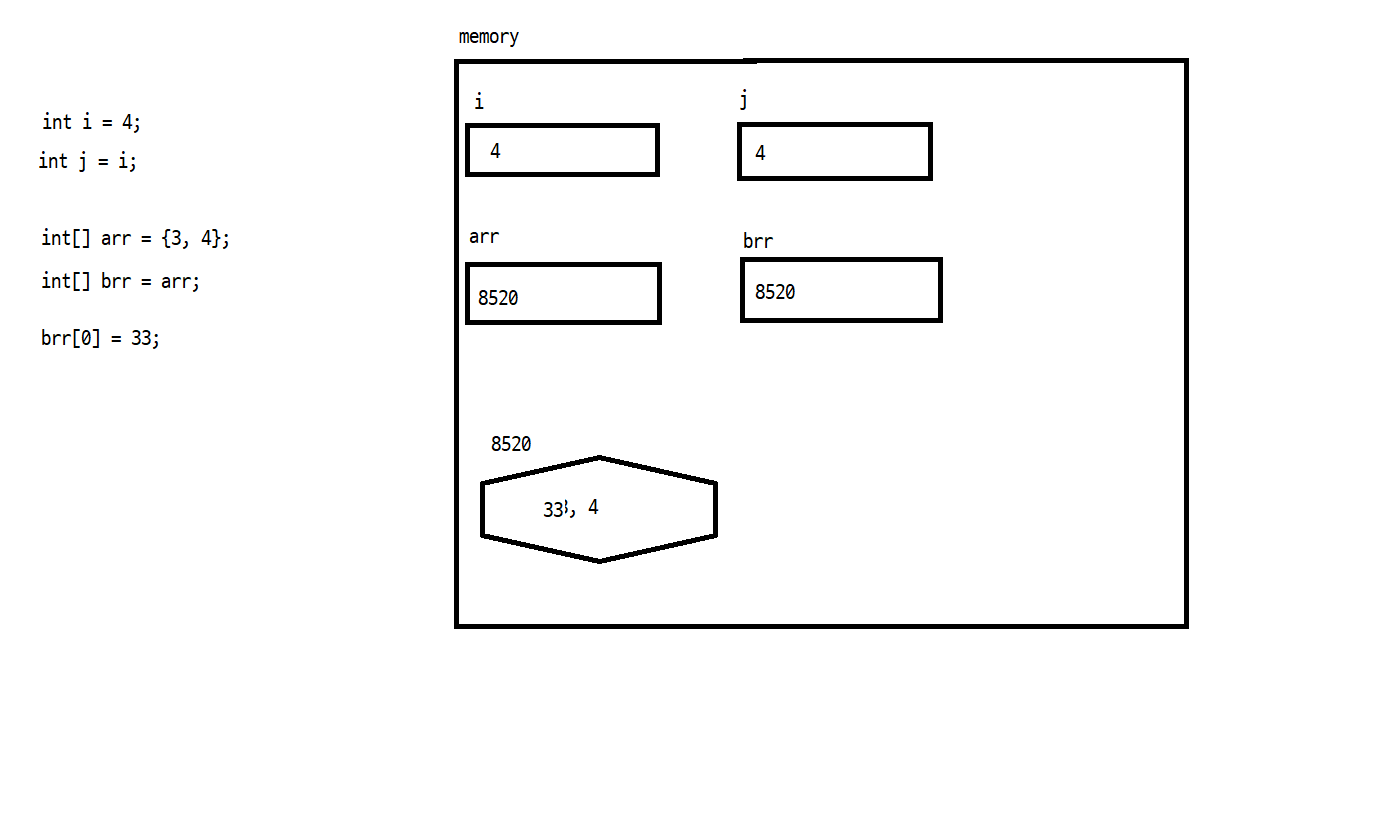 memory
int i = 4;
int j = i;
int[] arr = {3, 4};
int[] brr = arr;
brr[0] = 33;
i
j
4
4
arr
brr
8520
8520
8520
33, 4